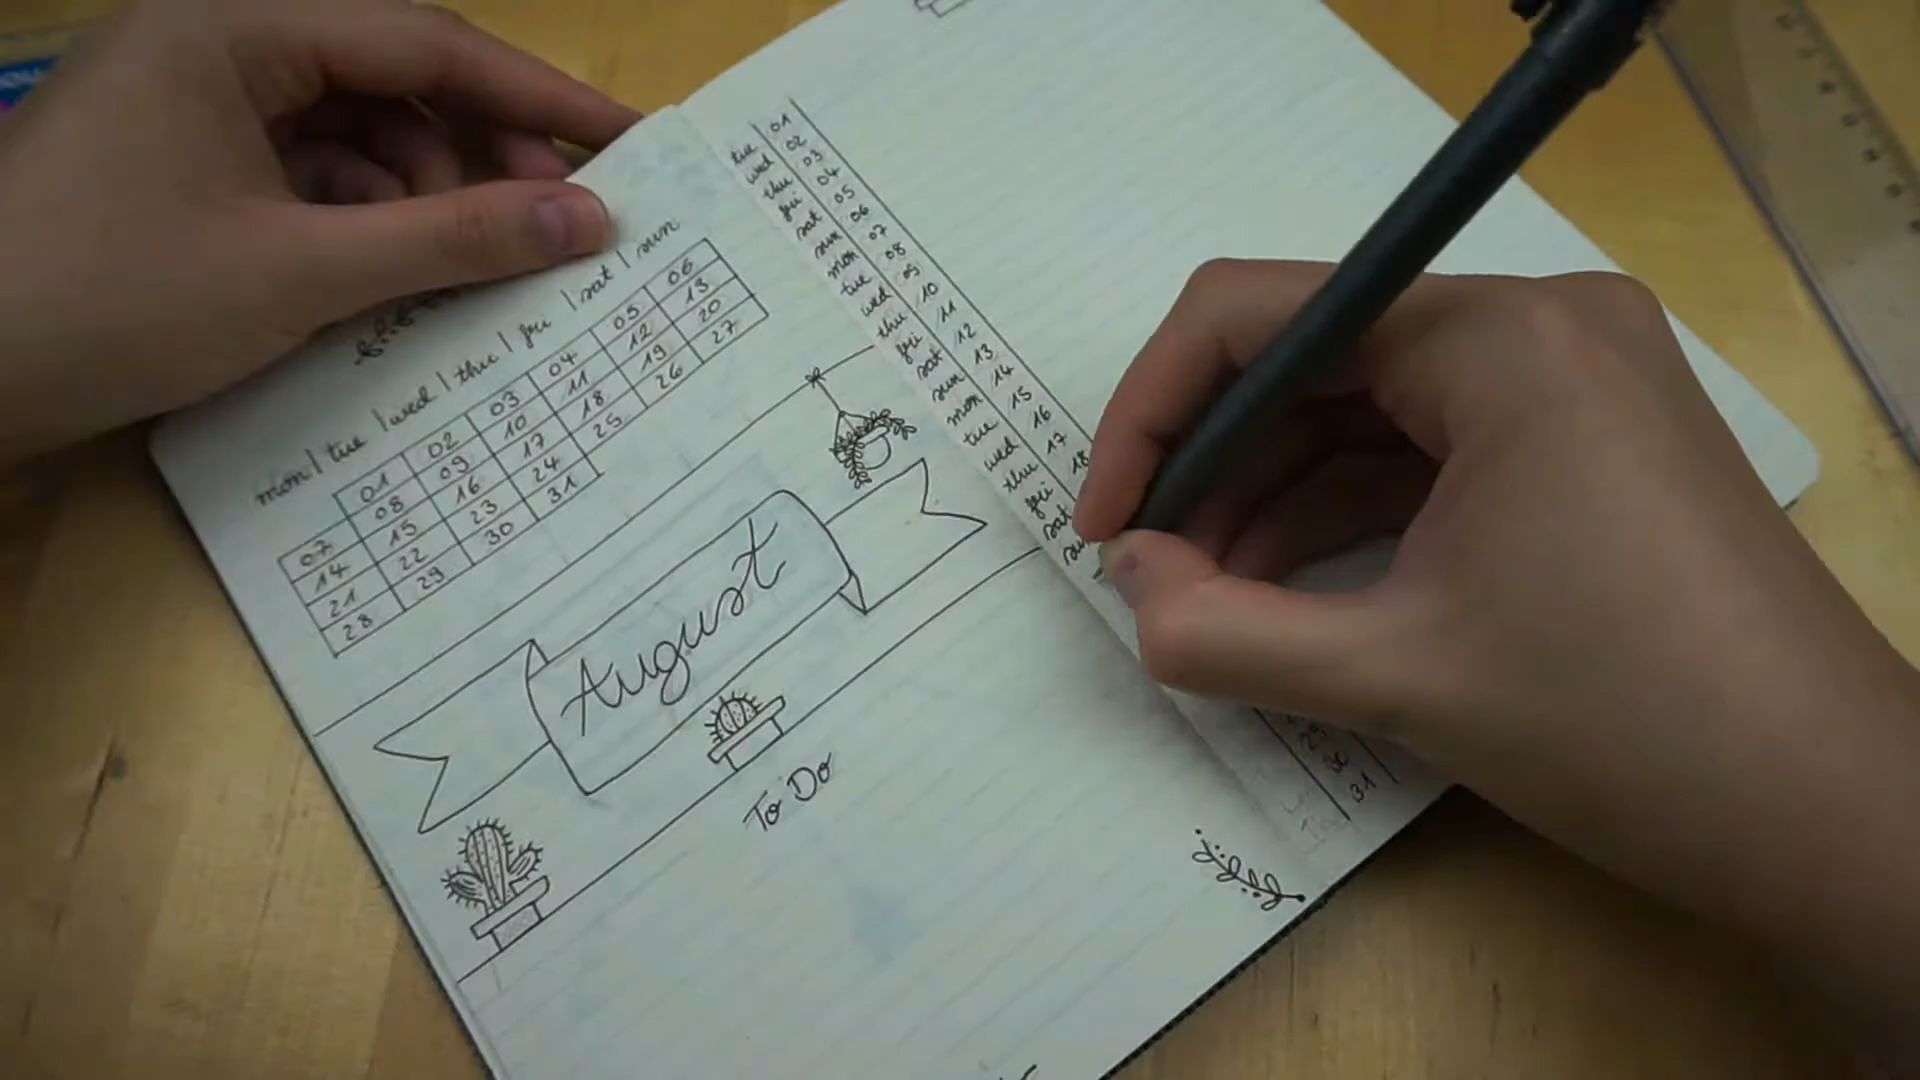 mon | tue | wed | thu | fri | sat | sun
01 02 03 04 05 06
07 08 09 10 11 12 13
14 15 16 17 18 19 20
21 22 23 24 25 26 27
28 29 30 31
August
To Do
tue 01
wed 02
thu 03
fri 04
sat 05
sun 06
mon 07
tue 08
wed 09
thu 10
fri 11
sat 12
sun 13
mon 14
tue 15
wed 16
thu 17
fri 18
sat
sun
31